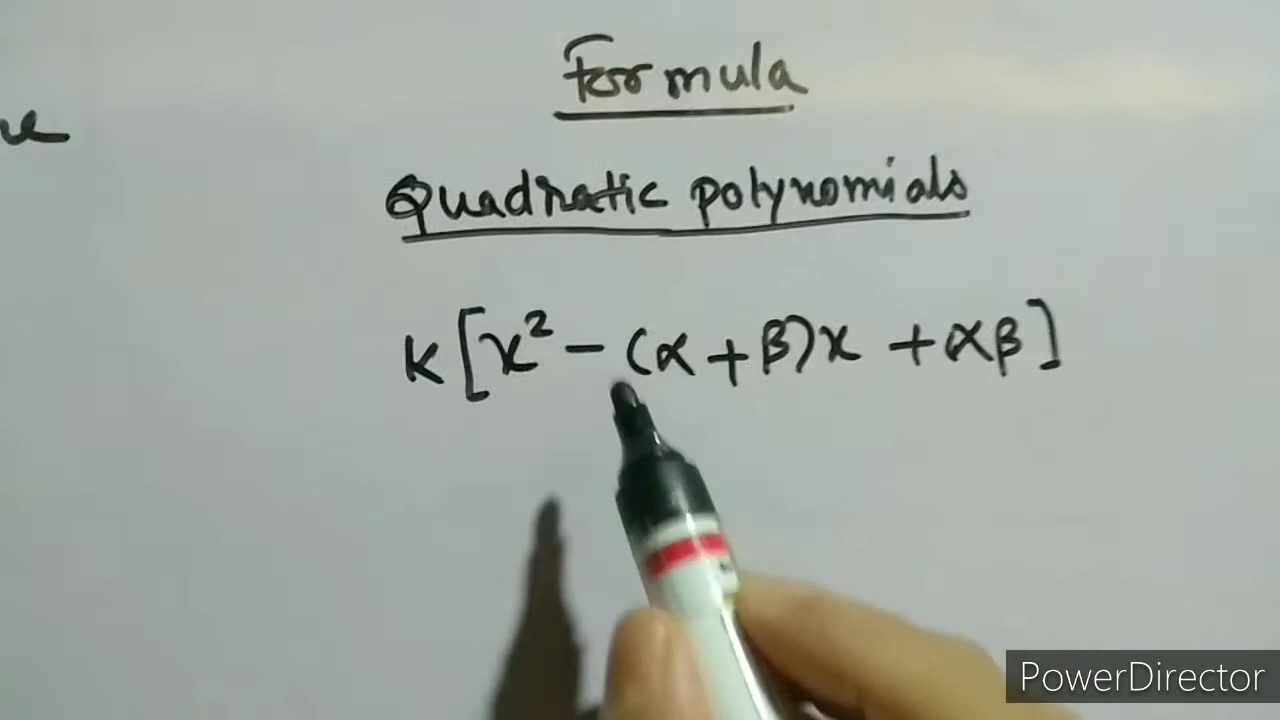 Formula
Quadratic polynomials
K[x² - (α + β)x + αβ]
PowerDirector